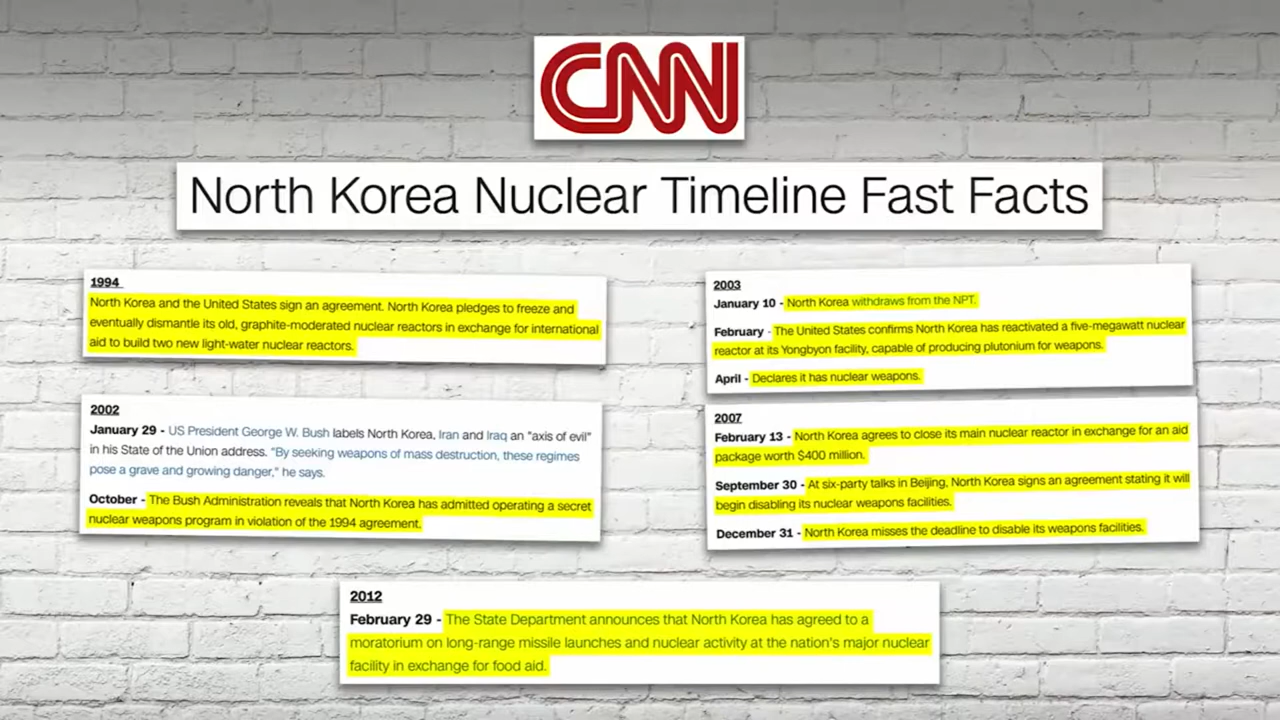 CNN
North Korea Nuclear Timeline Fast Facts
1994
North Korea and the United States sign an agreement. North Korea pledges to freeze and
eventually dismantle its old, graphite-moderated nuclear reactors in exchange for international
aid to build two new light-water nuclear reactors.
2002
January 29 - US President George W. Bush labels North Korea, Iran and Iraq an "axis of evil"
in his State of the Union address. "By seeking weapons of mass destruction, these regimes
pose a grave and growing danger," he says.
October - The Bush Administration reveals that North Korea has admitted operating a secret
nuclear weapons program in violation of the 1994 agreement.
2003
January 10 - North Korea withdraws from the NPT.
February - The United States confirms North Korea has reactivated a five-megawatt nuclear
reactor at its Yongbyon facility, capable of producing plutonium for weapons.
April - Declares it has nuclear weapons.
2007
February 13 - North Korea agrees to close its main nuclear reactor in exchange for an aid
package worth $400 million.
September 30 - At six-party talks in Beijing, North Korea signs an agreement stating it will
begin disabling its nuclear weapons facilities.
December 31 - North Korea misses the deadline to disable its weapons facilities.
2012
February 29 - The State Department announces that North Korea has agreed to a
moratorium on long-range missile launches and nuclear activity at the nation's major nuclear
facility in exchange for food aid.